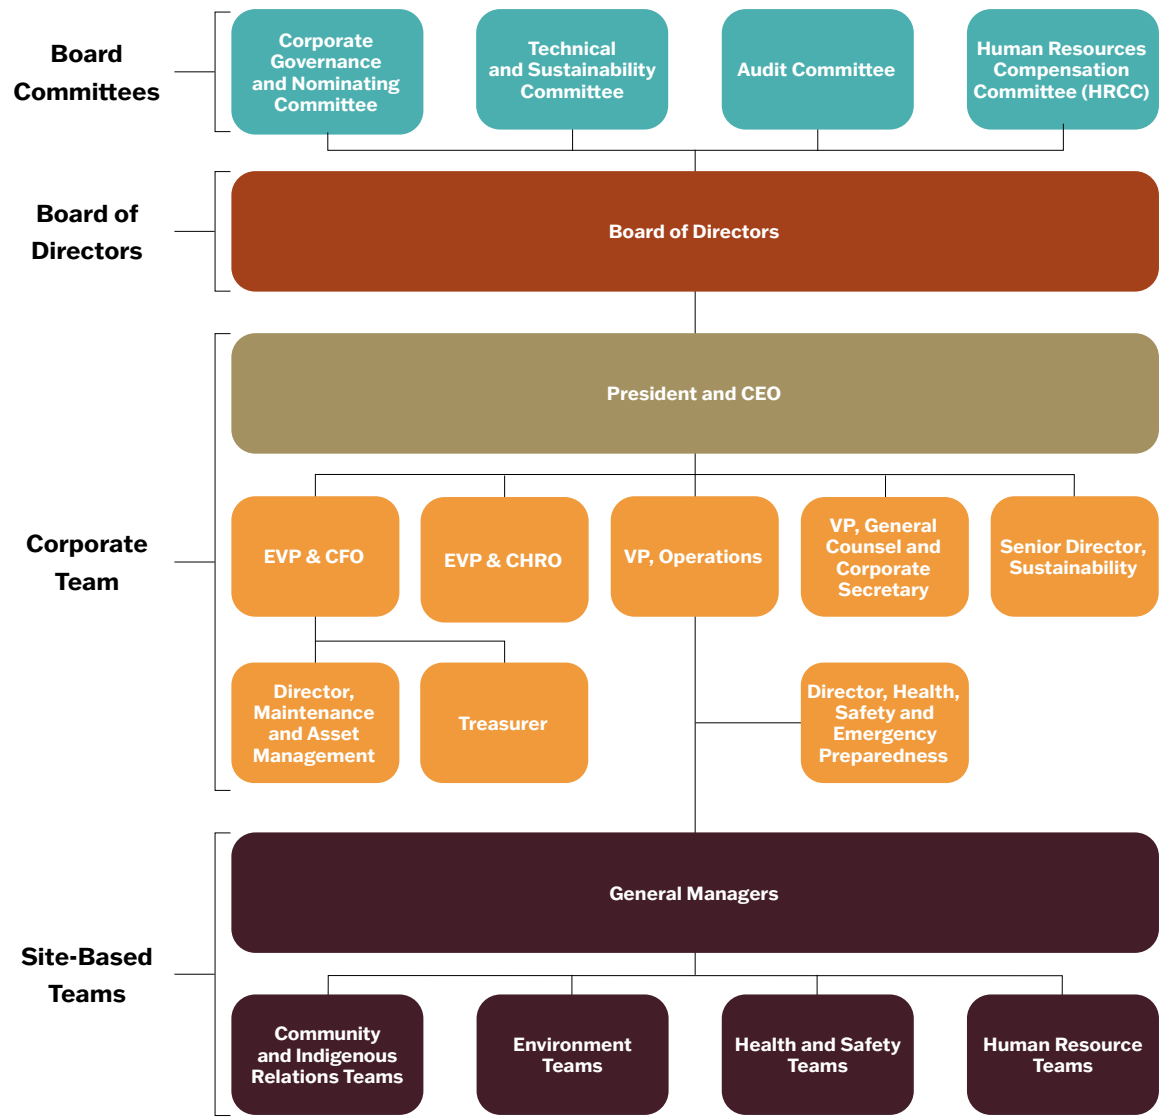 Board
Committees
Corporate
Governance
and Nominating
Committee
Technical
and Sustainability
Committee
Audit Committee
Human Resources
Compensation
Committee (HRCC)
Board of
Directors
Board of Directors
Corporate
Team
President and CEO
EVP & CFO
EVP & CHRO
VP, Operations
VP, General
Counsel and
Corporate
Secretary
Senior Director,
Sustainability
Director,
Maintenance
and Asset
Management
Treasurer
Director, Health,
Safety and
Emergency
Preparedness
Site-Based
Teams
General Managers
Community
and Indigenous
Relations Teams
Environment
Teams
Health and Safety
Teams
Human Resource
Teams